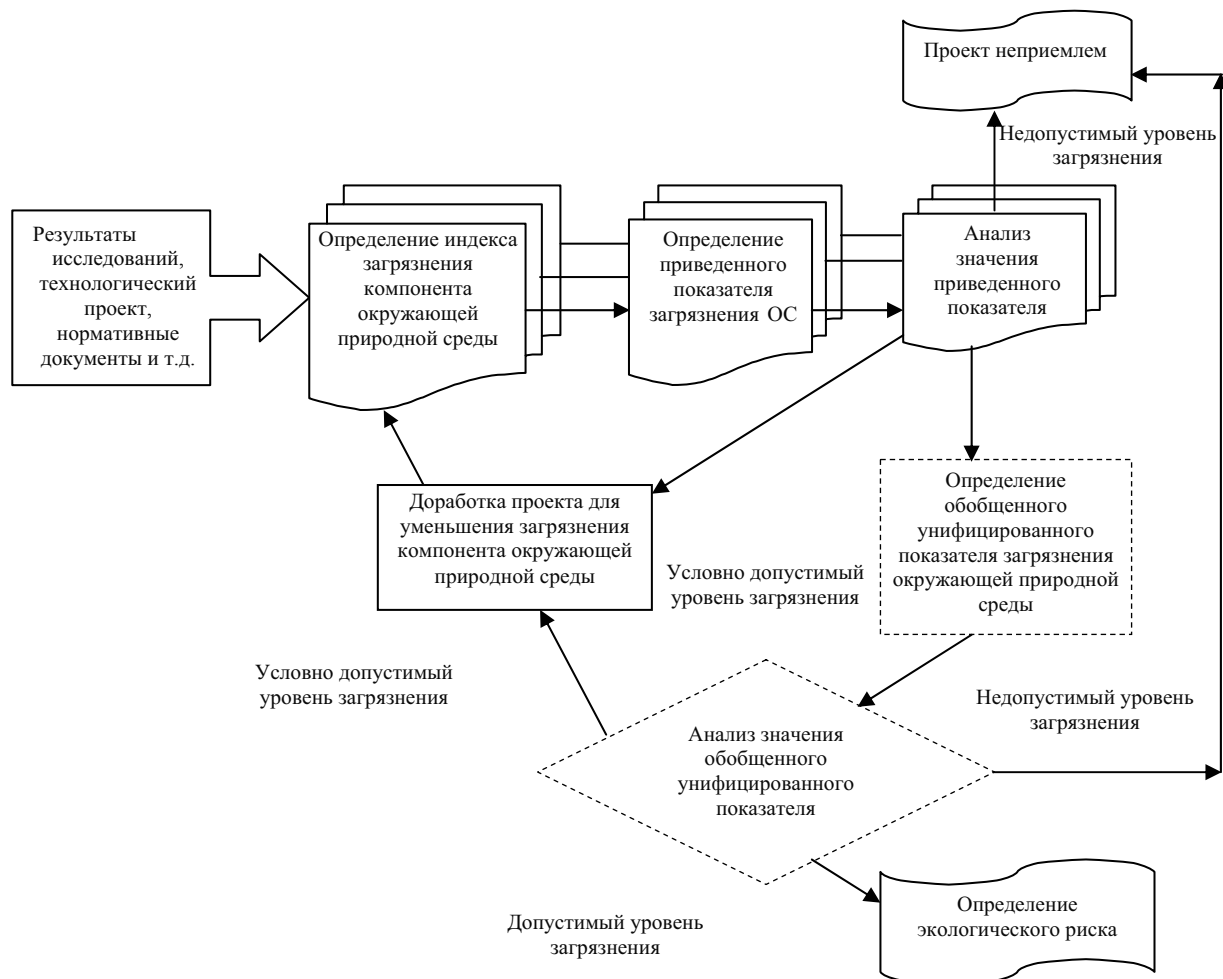 Проект неприемлем
Недопустимый уровень
загрязнения
Результаты
исследований,
технологический
проект,
нормативные
документы и т.д.
Определение индекса
загрязнения
компонента
окружающей
природной среды
Определение
приведенного
показателя
загрязнения ОС
Анализ
значения
приведенного
показателя
Доработка проекта для
уменьшения загрязнения
компонента окружающей
природной среды
Условно допустимый
уровень загрязнения
Определение
обобщенного
унифицированного
показателя загрязнения
окружающей природной
среды
Условно допустимый
уровень загрязнения
Анализ значения
обобщенного
унифицированного
показателя
Недопустимый уровень
загрязнения
Допустимый уровень
загрязнения
Определение
экологического риска